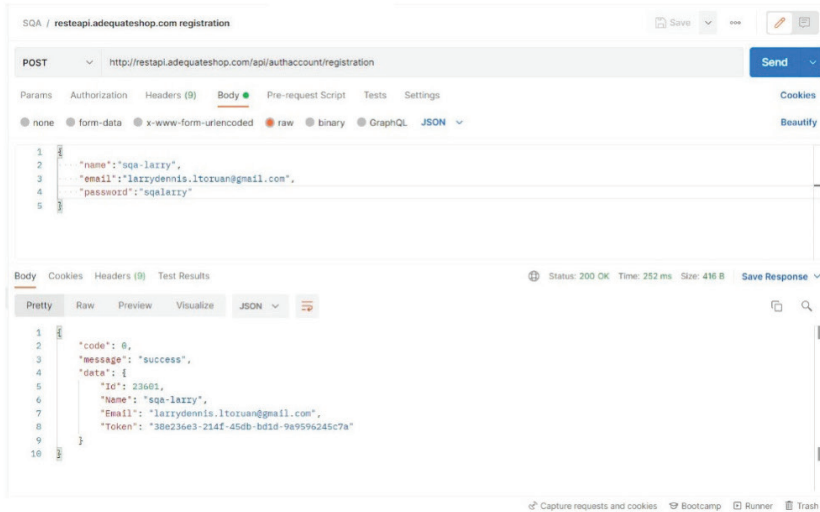 SQA / resteapi.adequateshop.com registration Save
POST http://restapi.adequateshop.com/api/authaccount/registration Send
Params Authorization Headers (9) Body Pre-request Script Tests Settings Cookies
none form-data x-www-form-urlencoded raw binary GraphQL JSON Beautify
1 {
2 "name":"sqa-larry",
3 "email":"larrydennis.ltoruan@gmail.com",
4 "password":"sqalarry"
5 }
Body Cookies Headers (9) Test Results Status: 200 OK Time: 252 ms Size: 416 B Save Response
Pretty Raw Preview Visualize JSON
1 {
2 "code": 0,
3 "message": "success",
4 "data": {
5 "Id": 23601,
6 "Name": "sqa-larry",
7 "Email": "larrydennis.ltoruan@gmail.com",
8 "Token": "38e236e3-214f-45db-bd1d-9a9596245c7a"
9 }
10 }
Capture requests and cookies Bootcamp Runner Trash